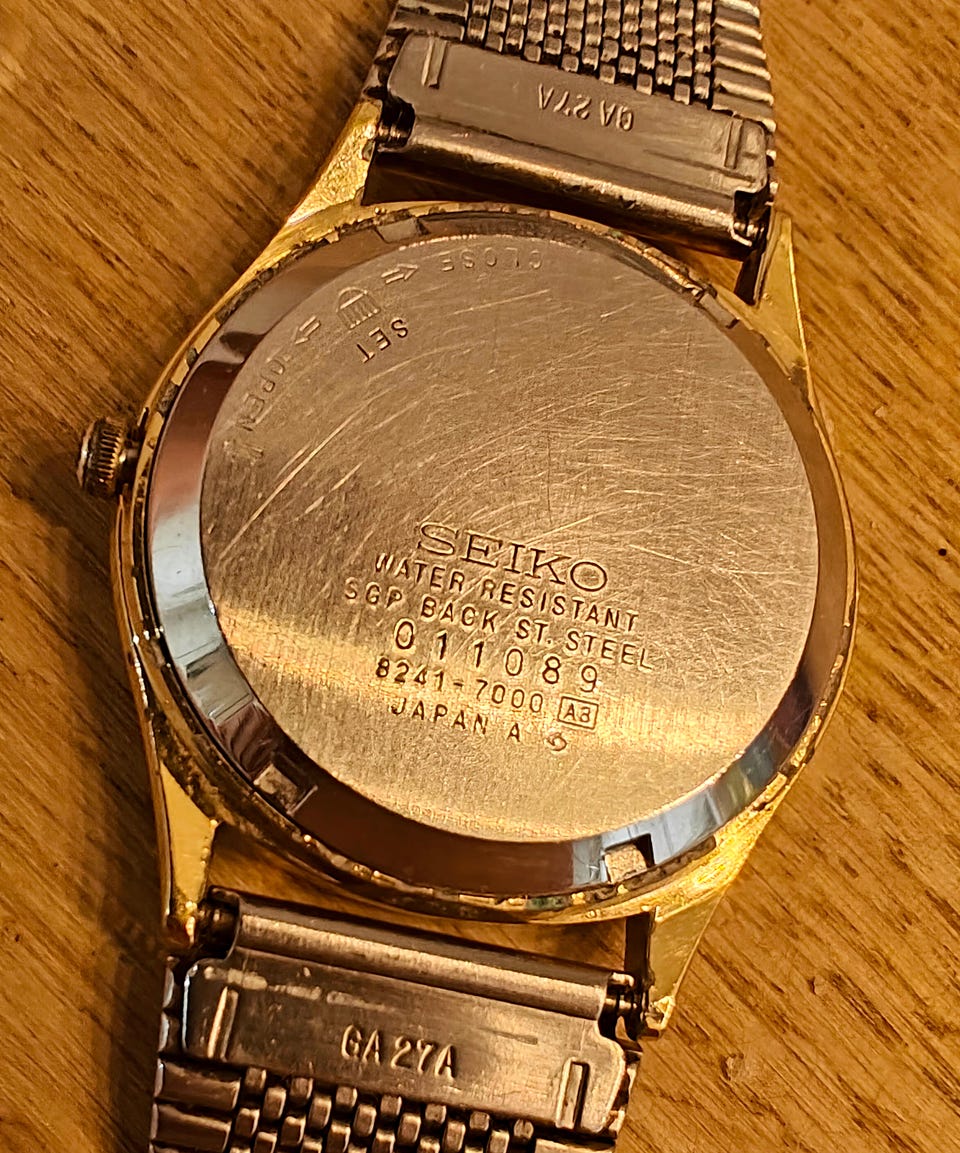 GA 27A
CLOSE
SET
OPEN
SEIKO
WATER RESISTANT
SGP BACK ST. STEEL
011089
8241-7000 A3
JAPAN A
GA 27A